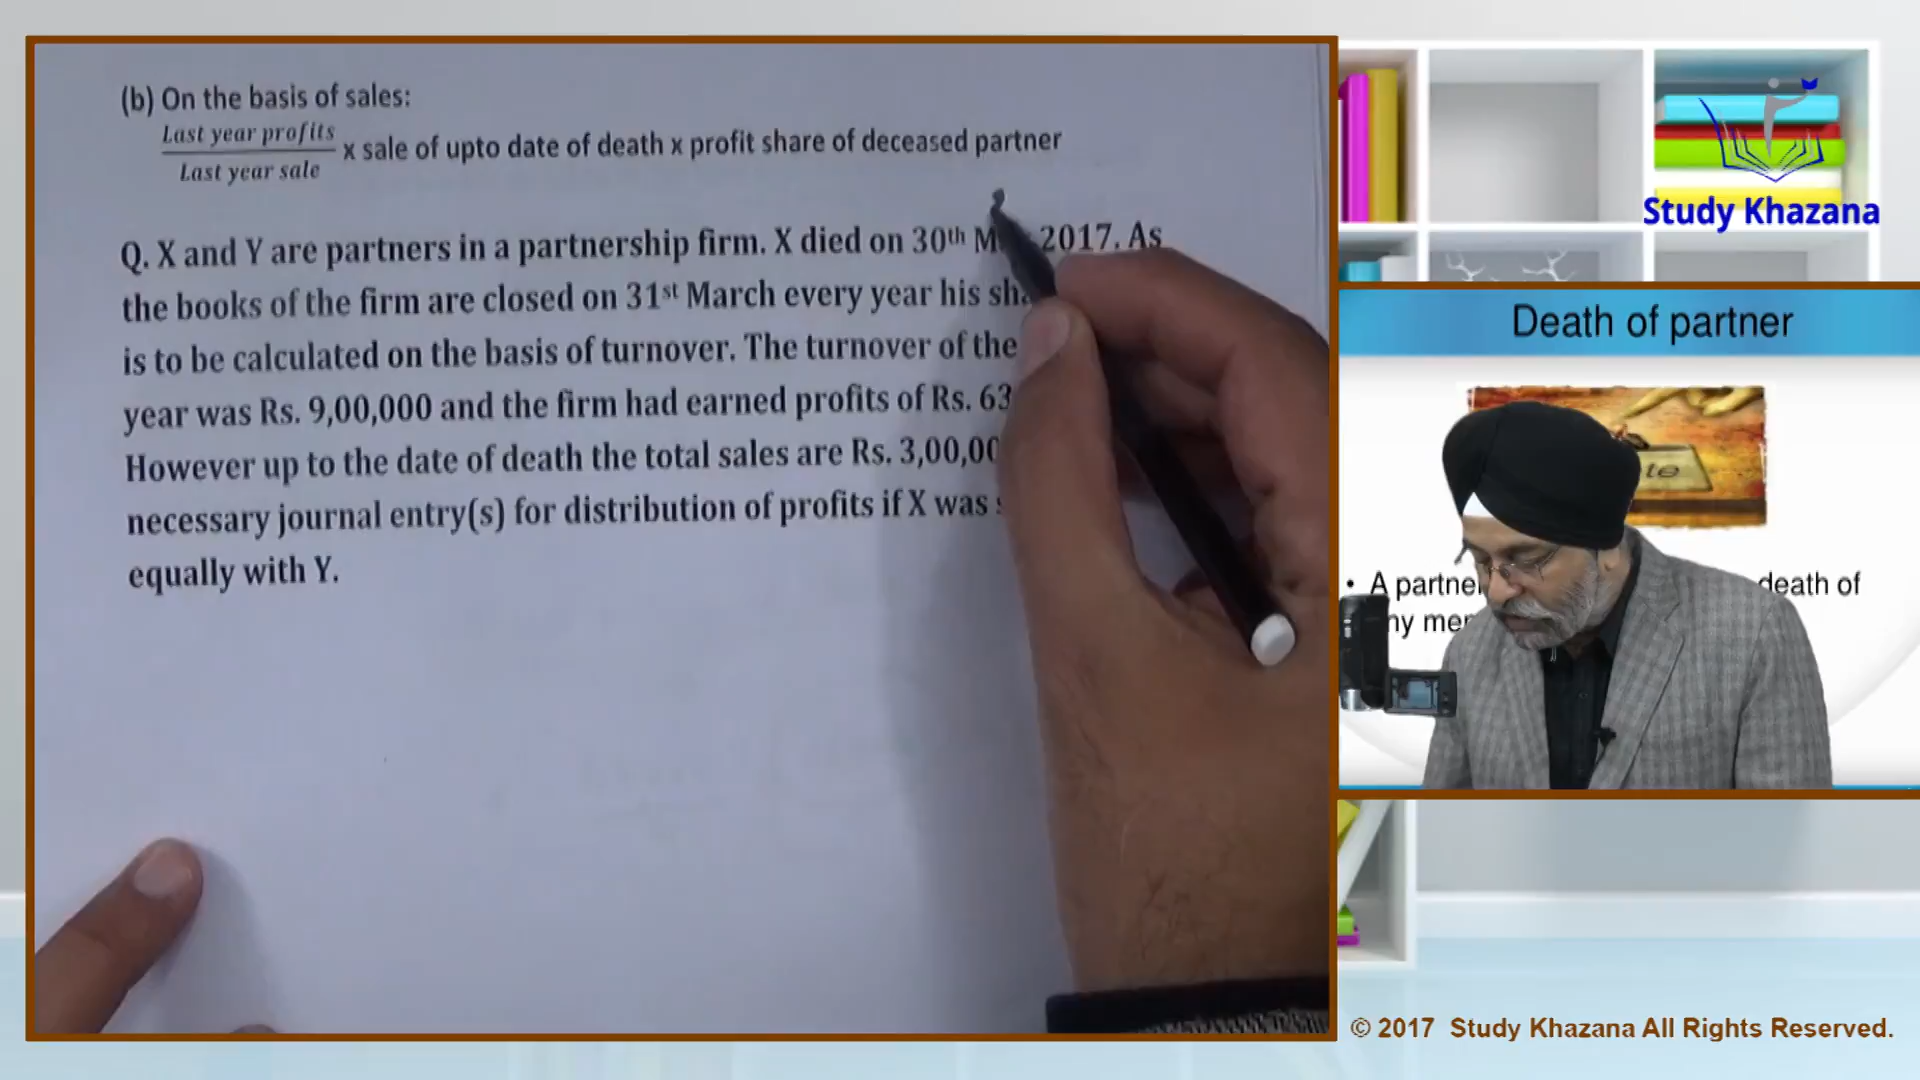 (b) On the basis of sales:
Last year profits
Last year sale
x sale of upto date of death x profit share of deceased partner
Q. X and Y are partners in a partnership firm. X died on 30th 2017. As
the books of the firm are closed on 31st March every year his
is to be calculated on the basis of turnover. The turnover of the
year was Rs. 9,00,000 and the firm had earned profits of Rs. 63
However up to the date of death the total sales are Rs. 3,00,00
necessary journal entry(s) for distribution of profits if X was
equally with Y.
Study Khazana
Death of partner
• A death of
© 2017 Study Khazana All Rights Reserved.